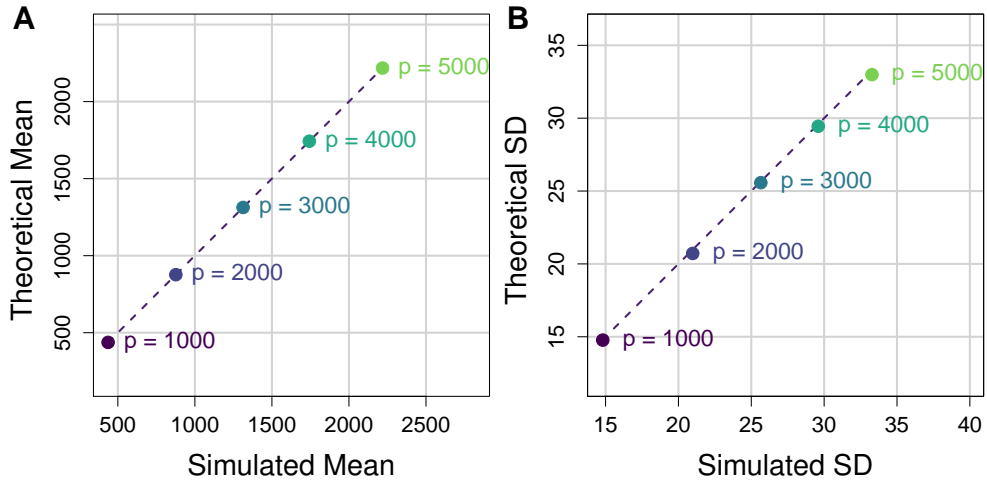 A
Theoretical Mean
2000
1500
1000
500
p = 5000
p = 4000
p = 3000
p = 2000
p = 1000
500 1000 1500 2000 2500
Simulated Mean
B
Theoretical SD
35
30
25
20
15
p = 5000
p = 4000
p = 3000
p = 2000
p = 1000
15 20 25 30 35 40
Simulated SD